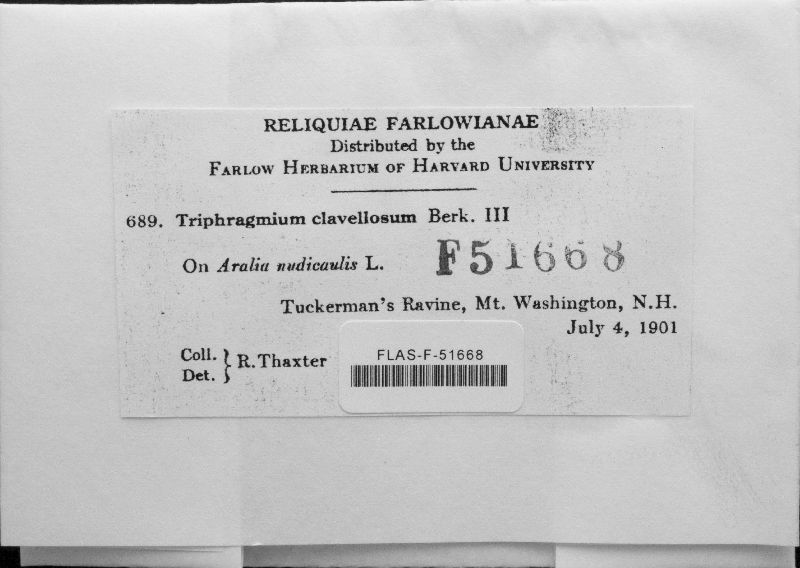 RELIQUIAE FARLOWIANAE
Distributed by the
FARLOW HERBARIUM OF HARVARD UNIVERSITY
689. Triphragmium clavellosum Berk. III
On Aralia nudicaulis L.
F51668
Tuckerman's Ravine, Mt. Washington, N.H.
July 4, 1901
Coll. } R.Thaxter
Det.
FLAS-F-51668